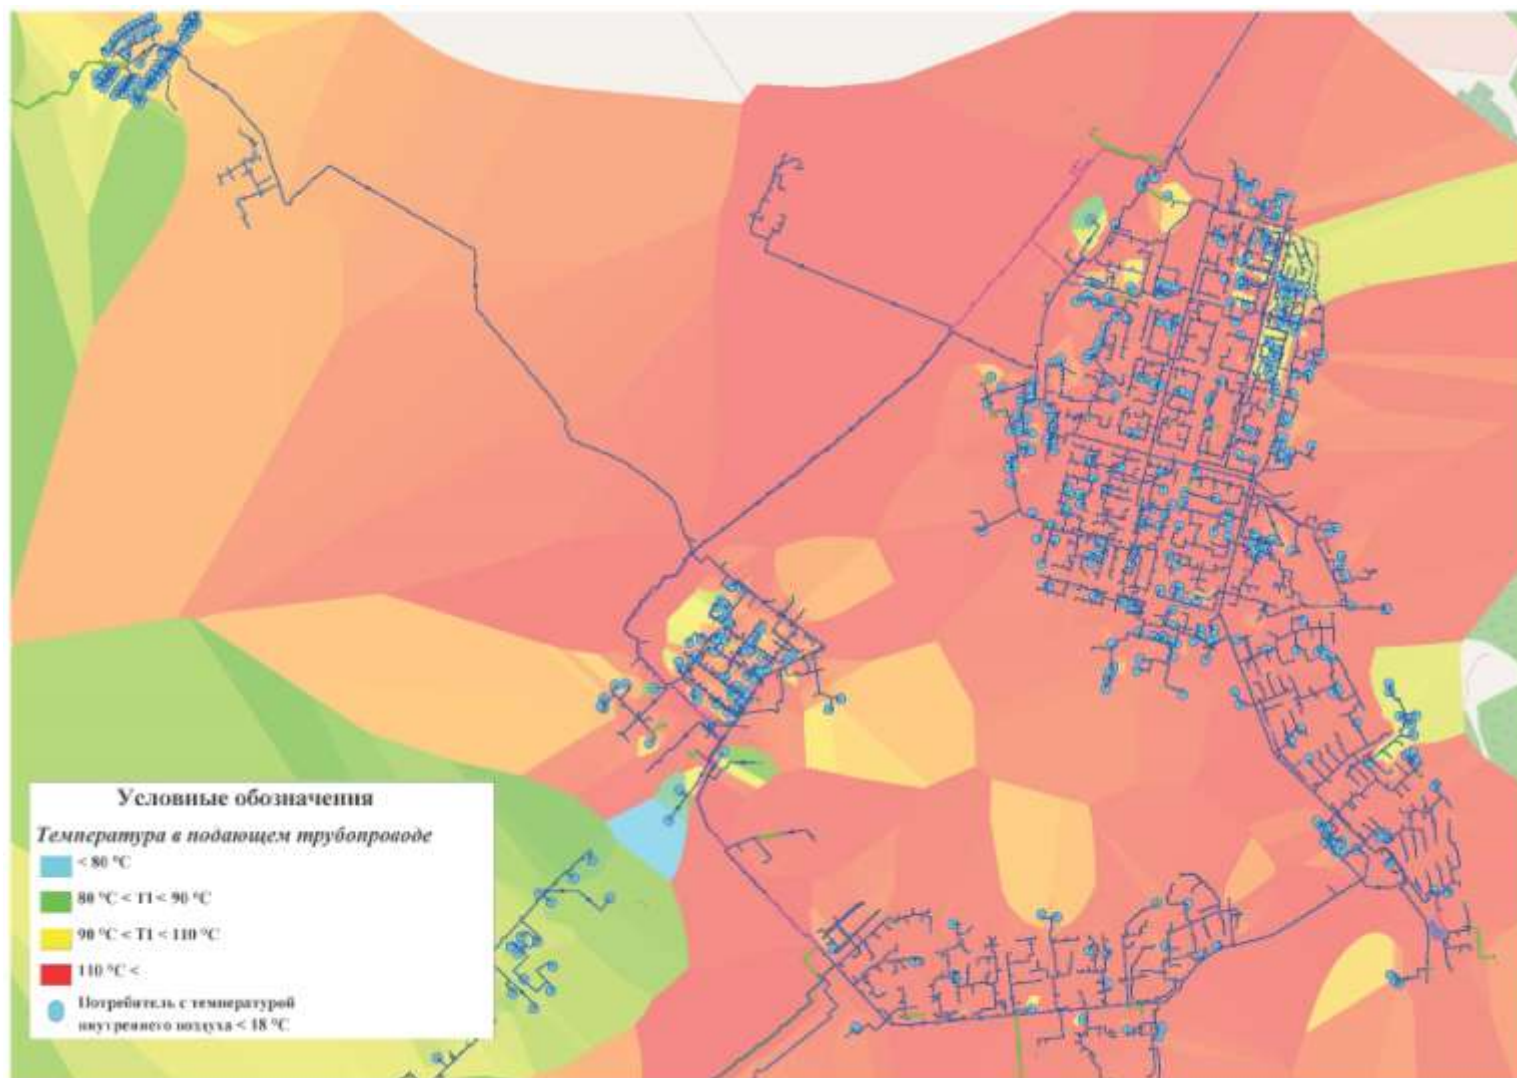 Условные обозначения
Температура в подающем трубопроводе
< 80 °C
80 °C < T1 < 90 °C
90 °C < T1 < 110 °C
110 °C <
Потребитель с температурой
внутреннего воздуха < 18 °C